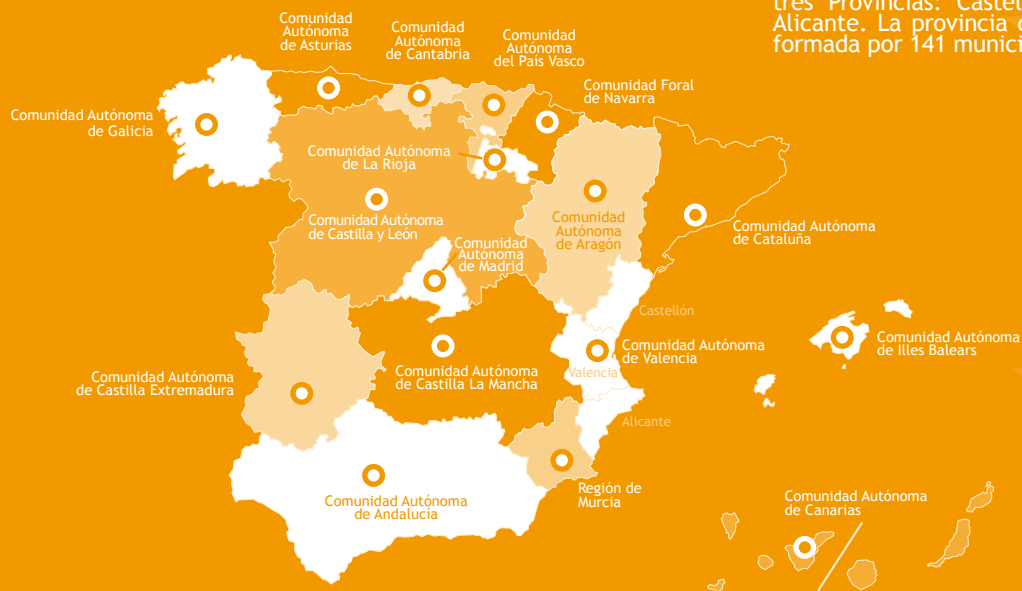 tres Provincias:
Alicante. La provincia
formada por 141
Comunidad
Autónoma
de Asturias
Comunidad
Autónoma
de Cantabria
Comunidad
Autónoma
del País Vasco
Comunidad Foral
de Navarra
Comunidad Autónoma
de Galicia
Comunidad Autónoma
de La Rioja
Comunidad Autónoma
de Castilla y León
Comunidad
Autónoma
de Aragón
Comunidad Autónoma
de Cataluña
Comunidad
Autónoma
de Madrid
Castellón
Comunidad Autónoma
de Valencia
Valencia
Comunidad Autónoma
de Illes Balears
Comunidad Autónoma
de Castilla La Mancha
Comunidad Autónoma
de Castilla Extremadura
Alicante
Región de
Murcia
Comunidad Autónoma
de Andalucía
Comunidad Autónoma
de Canarias